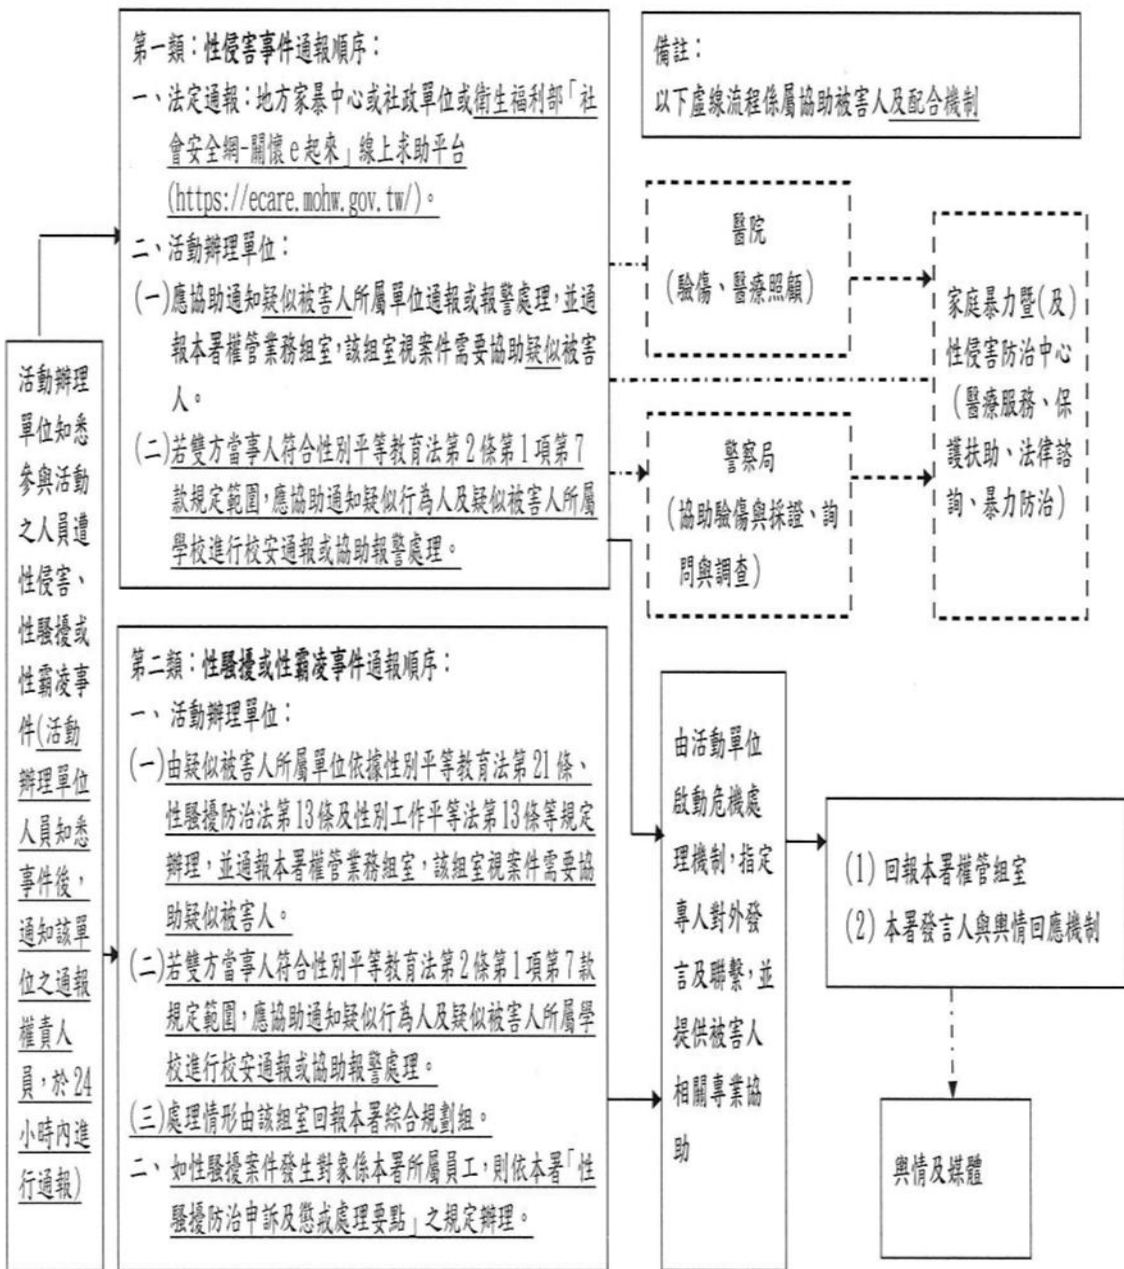 活動辦理
單位知悉
參與活動
之人員遭
性侵害、
性騷擾或
性霸凌事
件(活動
辦理單位
人員知悉
事件後，
通知該單
位之通報
權責人
員，於24
小時內進
行通報)
第一類：性侵害事件通報順序：
一、法定通報：地方家暴中心或社政單位或衛生福利部「社
會安全網-關懷e起來」線上求助平台
(https://ecare.mohw.gov.tw/)。
二、活動辦理單位：
(一)應協助通知疑似被害人所屬單位通報或報警處理，並通
報本署權管業務組室，該組室視案件需要協助疑似被害
人。
(二)若雙方當事人符合性別平等教育法第2條第1項第7
款規定範圍，應協助通知疑似行為人及疑似被害人所屬
學校進行校安通報或協助報警處理。
第二類：性騷擾或性霸凌事件通報順序：
一、活動辦理單位：
(一)由疑似被害人所屬單位依據性別平等教育法第21條、
性騷擾防治法第13條及性別工作平等法第13條等規定
辦理，並通報本署權管業務組室，該組室視案件需要協
助疑似被害人。
(二)若雙方當事人符合性別平等教育法第2條第1項第7款
規定範圍，應協助通知疑似行為人及疑似被害人所屬學
校進行校安通報或協助報警處理。
(三)處理情形由該組室回報本署綜合規劃組。
二、如性騷擾案件發生對象係本署所屬員工，則依本署「性
騷擾防治申訴及懲戒處理要點」之規定辦理。
備註：
以下虛線流程係屬協助被害人及配合機制
醫院
(驗傷、醫療照顧)
警察局
(協助驗傷與採證、詢
問與調查)
家庭暴力暨(及)
性侵害防治中心
(醫療服務、保
護扶助、法律諮
詢、暴力防治)
由活動單位
啟動危機處
理機制，指定
專人對外發
言及聯繫，並
提供被害人
相關專業協
助
(1) 回報本署權管組室
(2) 本署發言人與輿情回應機制
輿情及媒體